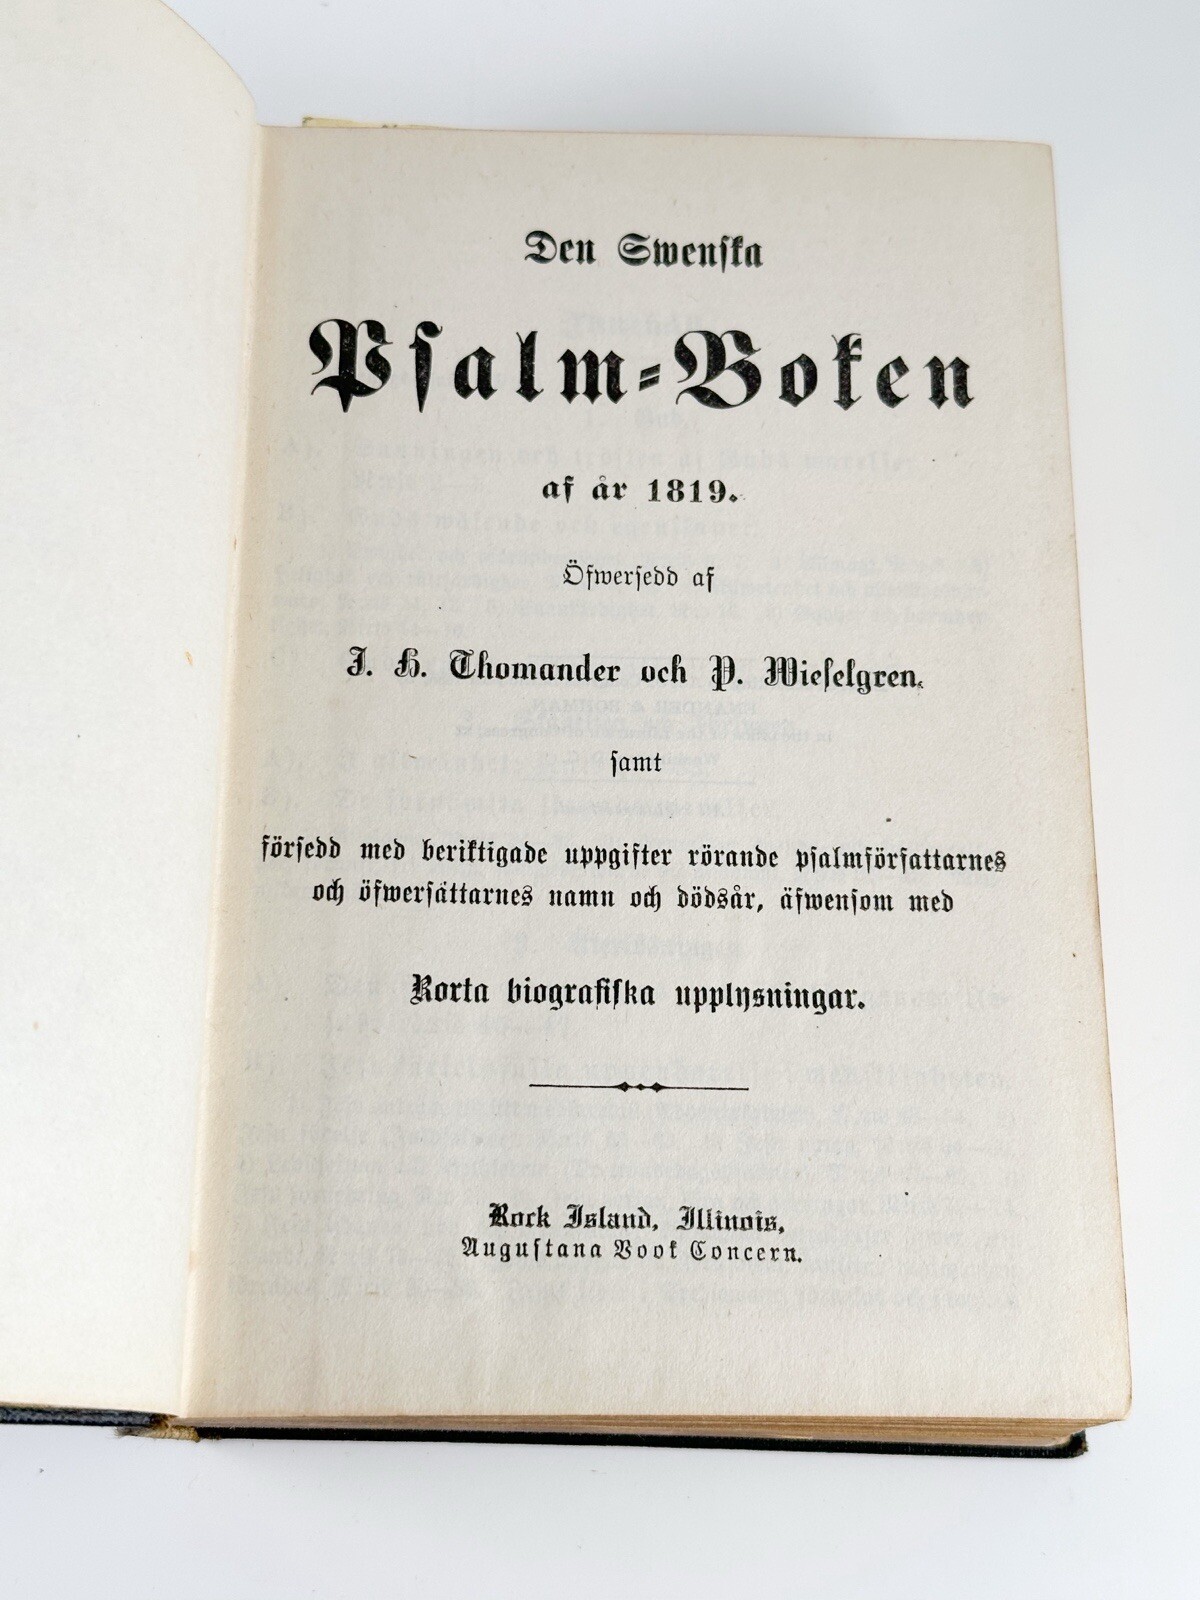 Den Swenska
Psalm-Boken
af år 1819.
Öfwersedd af
J. H. Thomander och P. Wieselgren.
samt
försedd med beriktigade uppgifter rörande psalmförfattarnes
och öfwersättarnes namn och dödsår, äfwensom med
Korta biografiska upplysningar.
Rock Island, Illinois.
Augustana Book Concern.